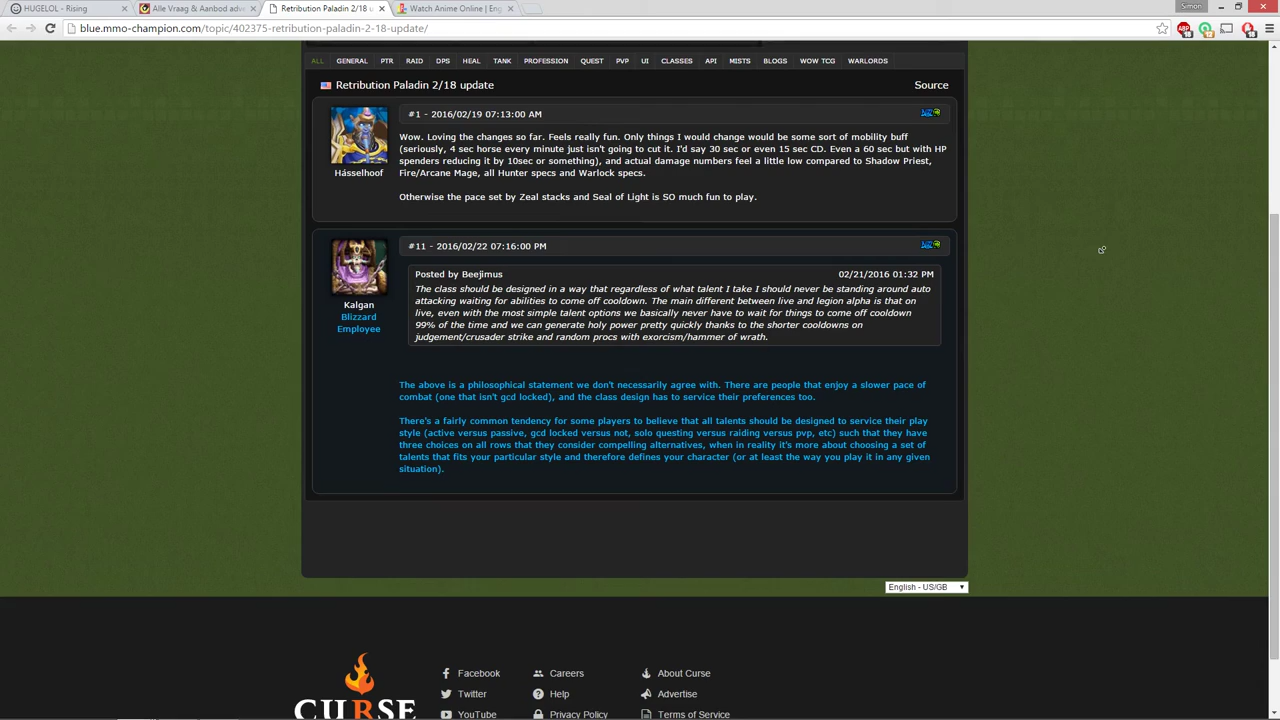 HUGELOL - Rising
Alle Vraag & Aanbod adve
Retribution Paladin 2/18 u
Watch Anime Online | Eng
Simon
blue.mmo-champion.com/topic/402375-retribution-paladin-2-18-update/
ALL GENERAL PTR RAID DPS HEAL TANK PROFESSION QUEST PVP UI CLASSES API MISTS BLOGS WOW TCG WARLORDS
Retribution Paladin 2/18 update Source
#1 - 2016/02/19 07:13:00 AM
Hásselhoof
Wow. Loving the changes so far. Feels really fun. Only things I would change would be some sort of mobility buff
(seriously, 4 sec horse every minute just isn't going to cut it. I'd say 30 sec or even 15 sec CD. Even a 60 sec but with HP
spenders reducing it by 10sec or something), and actual damage numbers feel a little low compared to Shadow Priest,
Fire/Arcane Mage, all Hunter specs and Warlock specs.
Otherwise the pace set by Zeal stacks and Seal of Light is SO much fun to play.
#11 - 2016/02/22 07:16:00 PM
Kalgan
Blizzard
Employee
Posted by Beejimus 02/21/2016 01:32 PM
The class should be designed in a way that regardless of what talent I take I should never be standing around auto
attacking waiting for abilities to come off cooldown. The main different between live and legion alpha is that on
live, even with the most simple talent options we basically never have to wait for things to come off cooldown
99% of the time and we can generate holy power pretty quickly thanks to the shorter cooldowns on
judgement/crusader strike and random procs with exorcism/hammer of wrath.
The above is a philosophical statement we don't necessarily agree with. There are people that enjoy a slower pace of
combat (one that isn't gcd locked), and the class design has to service their preferences too.
There's a fairly common tendency for some players to believe that all talents should be designed to service their play
style (active versus passive, gcd locked versus not, solo questing versus raiding versus pvp, etc) such that they have
three choices on all rows that they consider compelling alternatives, when in reality it's more about choosing a set of
talents that fits your particular style and therefore defines your character (or at least the way you play it in any given
situation).
English - US/GB
CURSE
Facebook Careers About Curse
Twitter Help Advertise
YouTube Privacy Policy Terms of Service